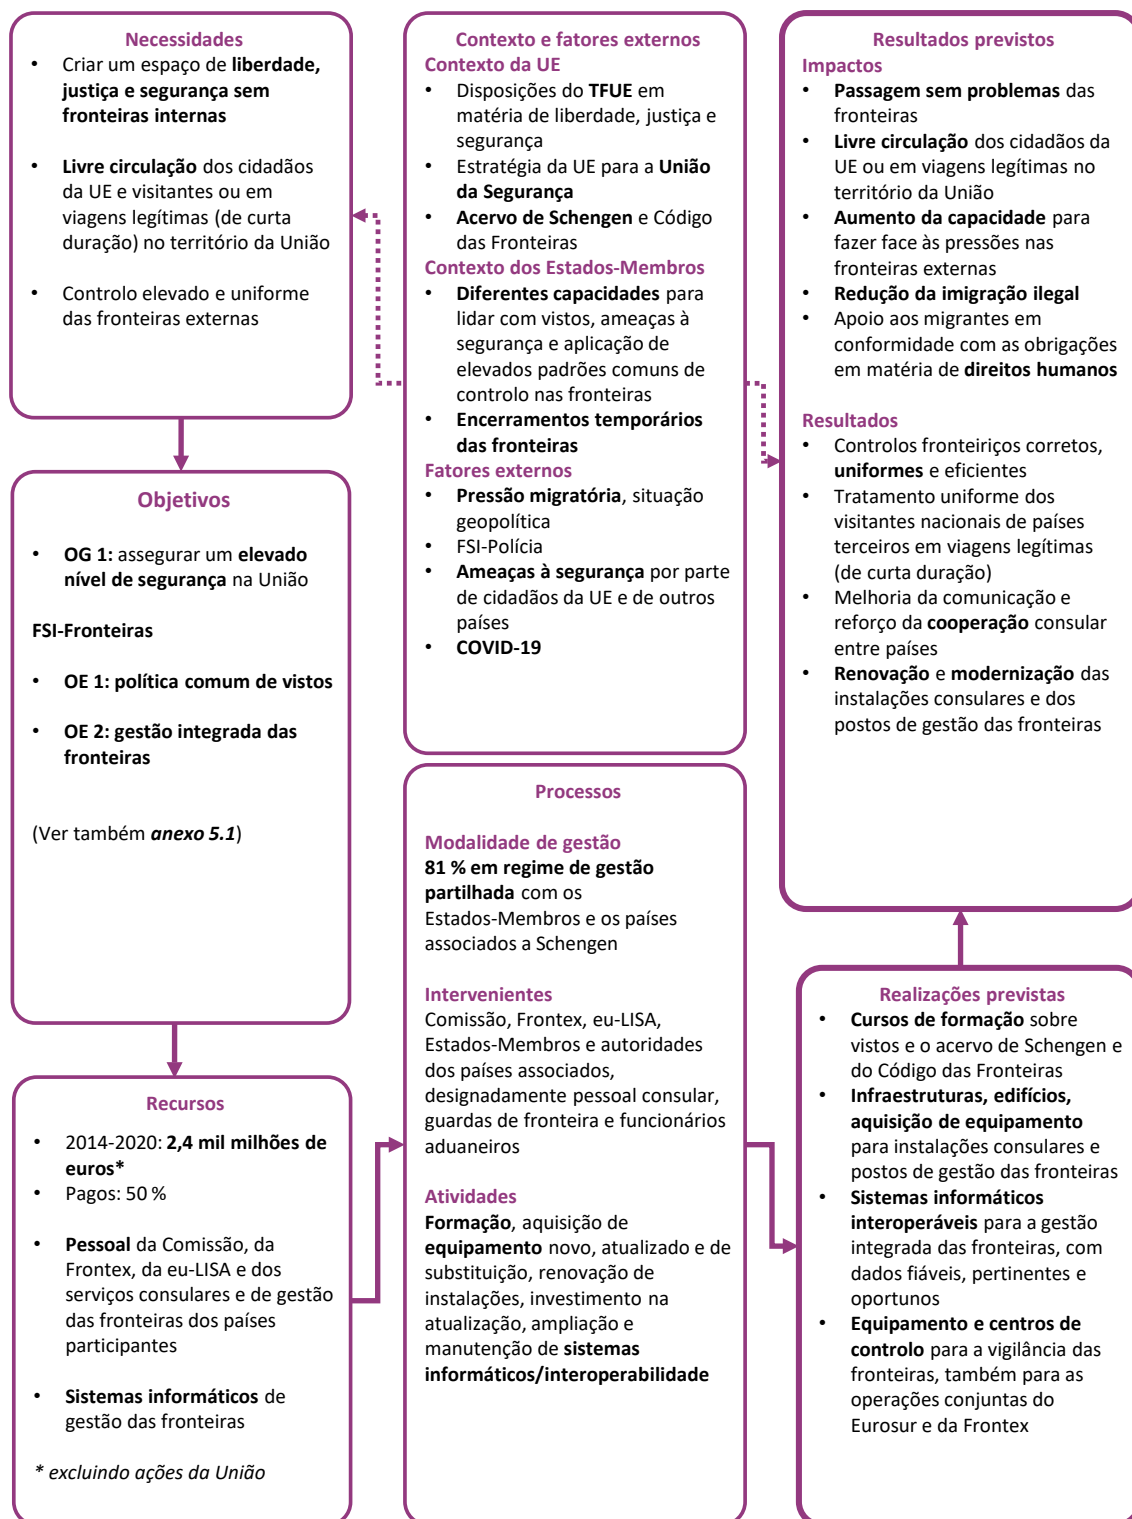 Necessidades
• Criar um espaço de liberdade,
justiça e segurança sem
fronteiras internas
• Livre circulação dos cidadãos
da UE e visitantes ou em
viagens legítimas (de curta
duração) no território da União
• Controlo elevado e uniforme
das fronteiras externas
Objetivos
• OG 1: assegurar um elevado
nível de segurança na União
FSI-Fronteiras
• OE 1: política comum de vistos
• OE 2: gestão integrada das
fronteiras
(Ver também anexo 5.1)
Recursos
• 2014-2020: 2,4 mil milhões de
euros*
• Pagos: 50 %
• Pessoal da Comissão, da
Frontex, da eu-LISA e dos
serviços consulares e de gestão
das fronteiras dos países
participantes
• Sistemas informáticos de
gestão das fronteiras
* excluindo ações da União
Contexto e fatores externos
Contexto da UE
• Disposições do TFUE em
matéria de liberdade, justiça e
segurança
• Estratégia da UE para a União
da Segurança
• Acervo de Schengen e Código
das Fronteiras
Contexto dos Estados-Membros
• Diferentes capacidades para
lidar com vistos, ameaças à
segurança e aplicação de
elevados padrões comuns de
controlo nas fronteiras
• Encerramentos temporários
das fronteiras
Fatores externos
• Pressão migratória, situação
geopolítica
• FSI-Polícia
• Ameaças à segurança por parte
de cidadãos da UE e de outros
países
• COVID-19
Processos
Modalidade de gestão
81 % em regime de gestão
partilhada com os
Estados-Membros e os países
associados a Schengen
Intervenientes
Comissão, Frontex, eu-LISA,
Estados-Membros e autoridades
dos países associados,
designadamente pessoal consular,
guardas de fronteira e funcionários
aduaneiros
Atividades
Formação, aquisição de
equipamento novo, atualizado e de
substituição, renovação de
instalações, investimento na
atualização, ampliação e
manutenção de sistemas
informáticos/interoperabilidade
Resultados previstos
Impactos
• Passagem sem problemas das
fronteiras
• Livre circulação dos cidadãos da
UE ou em viagens legítimas no
território da União
• Aumento da capacidade para
fazer face às pressões nas
fronteiras externas
• Redução da imigração ilegal
• Apoio aos migrantes em
conformidade com as obrigações
em matéria de direitos humanos
Resultados
• Controlos fronteiriços corretos,
uniformes e eficientes
• Tratamento uniforme dos
visitantes nacionais de países
terceiros em viagens legítimas
(de curta duração)
• Melhoria da comunicação e
reforço da cooperação consular
entre países
• Renovação e modernização das
instalações consulares e dos
postos de gestão das fronteiras
Realizações previstas
• Cursos de formação sobre
vistos e o acervo de Schengen e
do Código das Fronteiras
• Infraestruturas, edifícios,
aquisição de equipamento
para instalações consulares e
postos de gestão das fronteiras
• Sistemas informáticos
interoperáveis para a gestão
integrada das fronteiras, com
dados fiáveis, pertinentes e
oportunos
• Equipamento e centros de
controlo para a vigilância das
fronteiras, também para as
operações conjuntas do
Eurosur e da Frontex